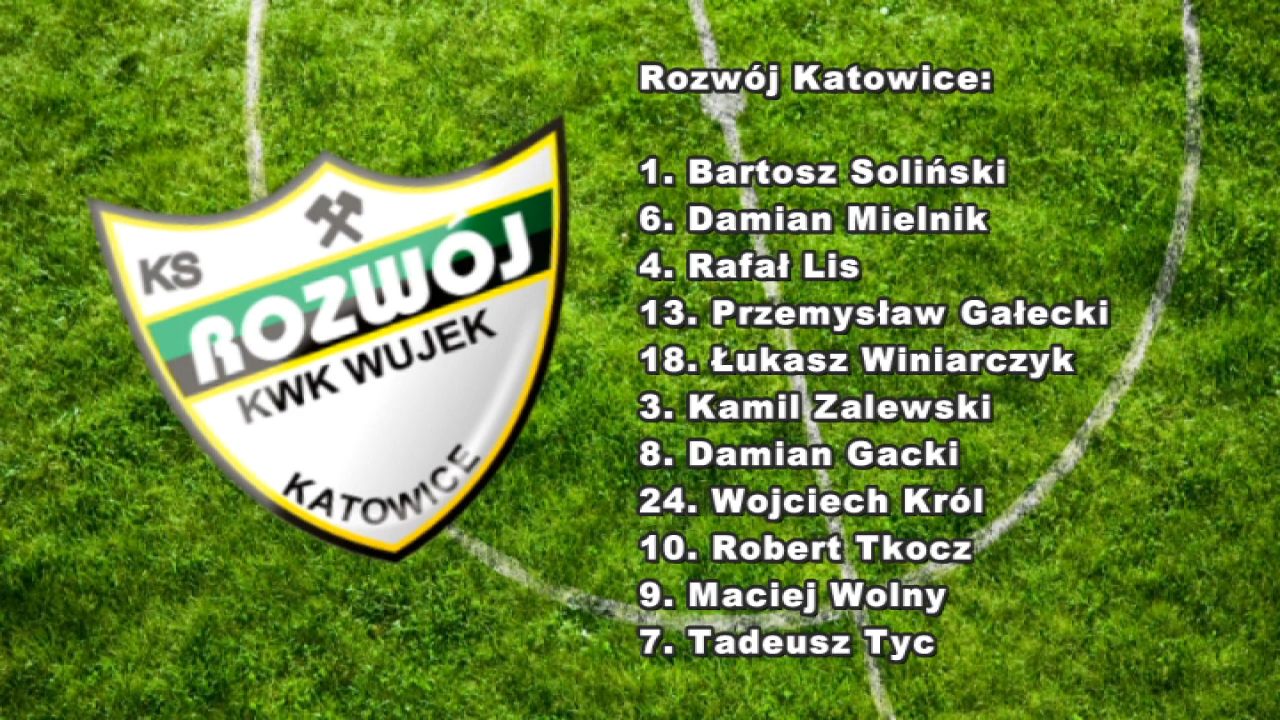 KS
ROZWÓJ
KWK WUJEK
KATOWICE
Rozwój Katowice:
1. Bartosz Soliński
6. Damian Mielnik
4. Rafał Lis
13. Przemysław Gałecki
18. Łukasz Winiarczyk
3. Kamil Zalewski
8. Damian Gacki
24. Wojciech Król
10. Robert Tkocz
9. Maciej Wolny
7. Tadeusz Tyc